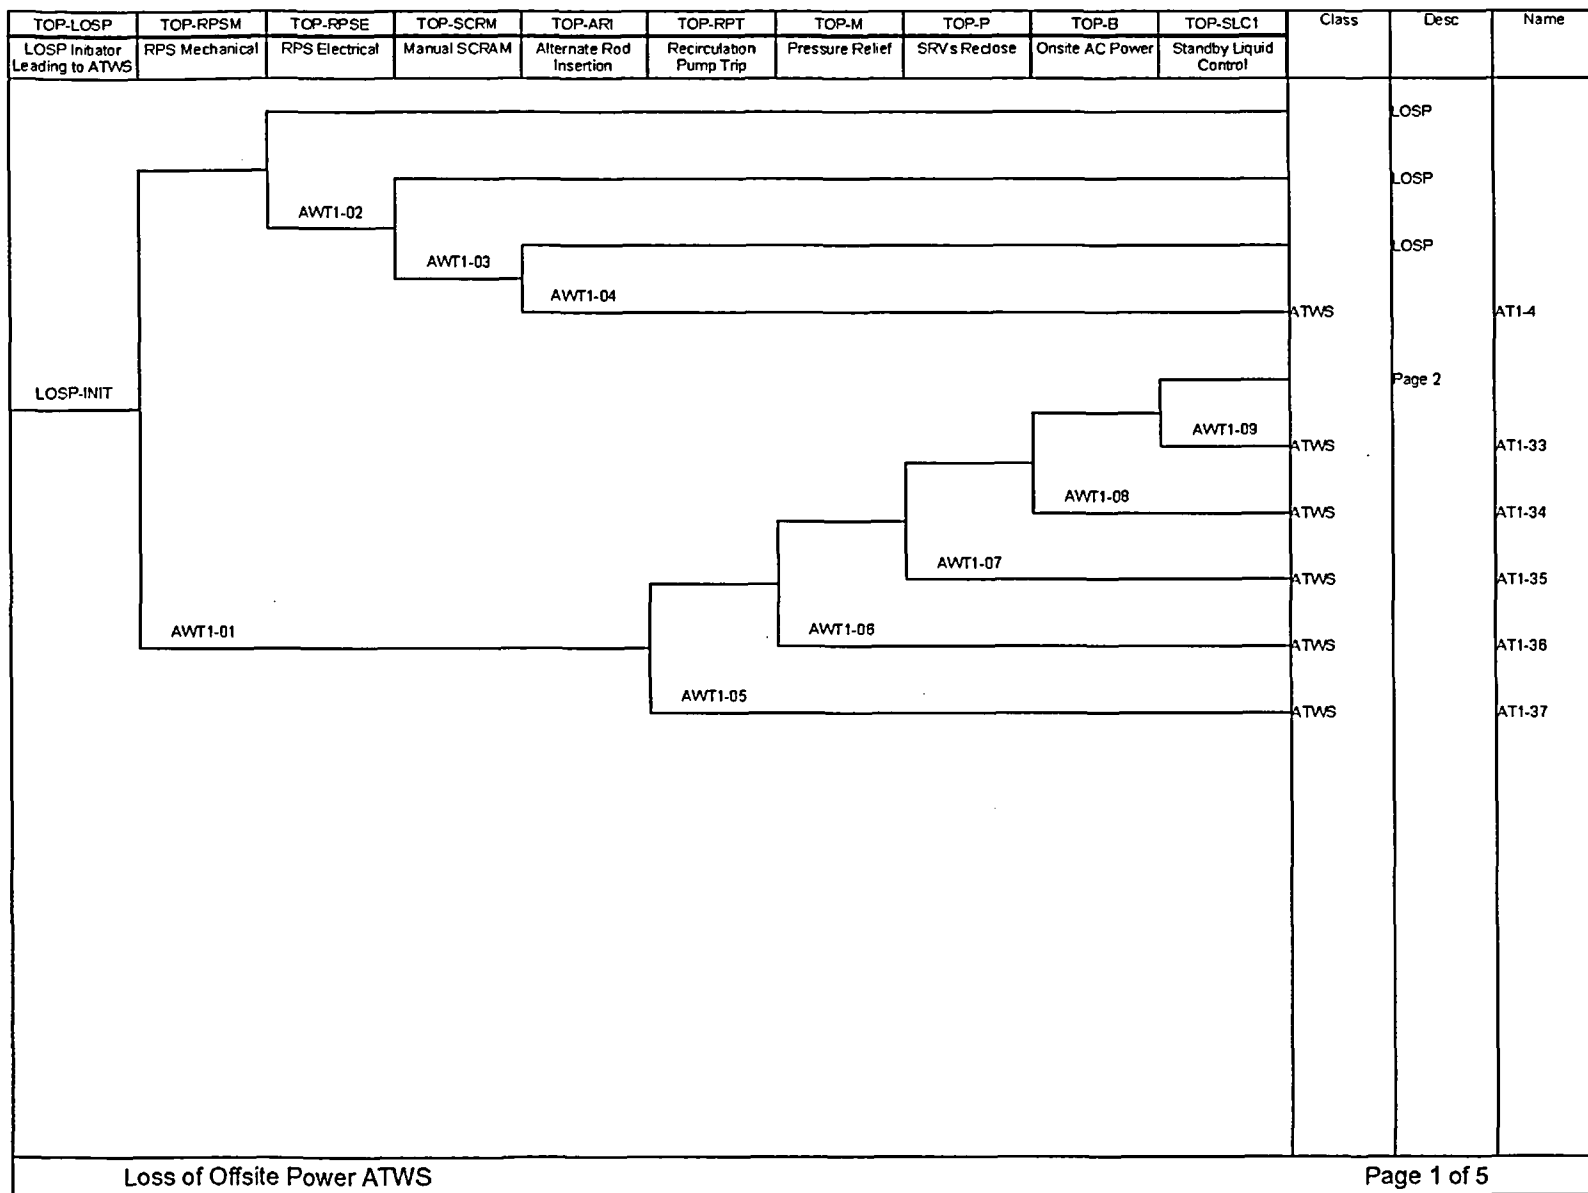 TOP-LOSP TOP-RPSM TOP-RPSE TOP-SCRM TOP-ARI TOP-RPT TOP-M TOP-P TOP-B TOP-SLC1 Class Desc Name
LOSP Initiator RPS Mechanical RPS Electrical Manual SCRAM Alternate Rod Recirculation Pressure Relief SRVs Reclose Onsite AC Power Standby Liquid
Leading to ATWS Insertion Pump Trip Control
LOSP
LOSP
AWT1-02
LOSP
AWT1-03
AWT1-04
ATWS AT1-4
Page 2
LOSP-INIT
AWT1-09
ATWS AT1-33
AWT1-08
ATWS AT1-34
AWT1-07
ATWS AT1-35
AWT1-01 AWT1-06
ATWS AT1-36
AWT1-05
ATWS AT1-37
Loss of Offsite Power ATWS Page 1 of 5